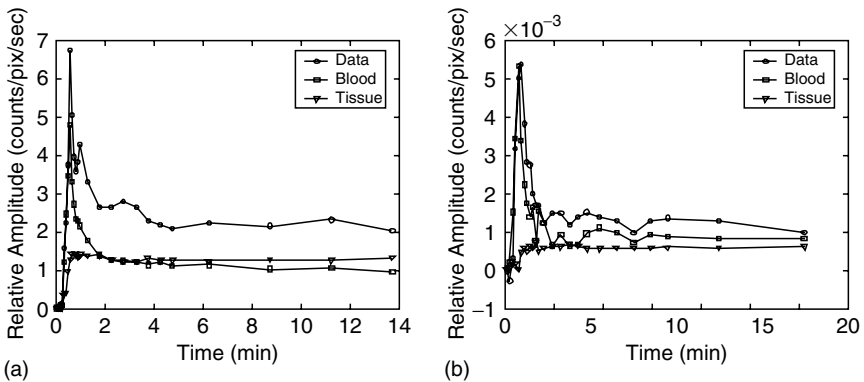 (a)
Relative Amplitude (counts/pix/sec)
7
6
5
4
3
2
1
0
Data
Blood
Tissue
0 2 4 6 8 10 12 14
Time (min)
(b)
×10−3
Relative Amplitude (counts/pix/sec)
6
5
4
3
2
1
0
−1
Data
Blood
Tissue
0 5 10 15 20
Time (min)